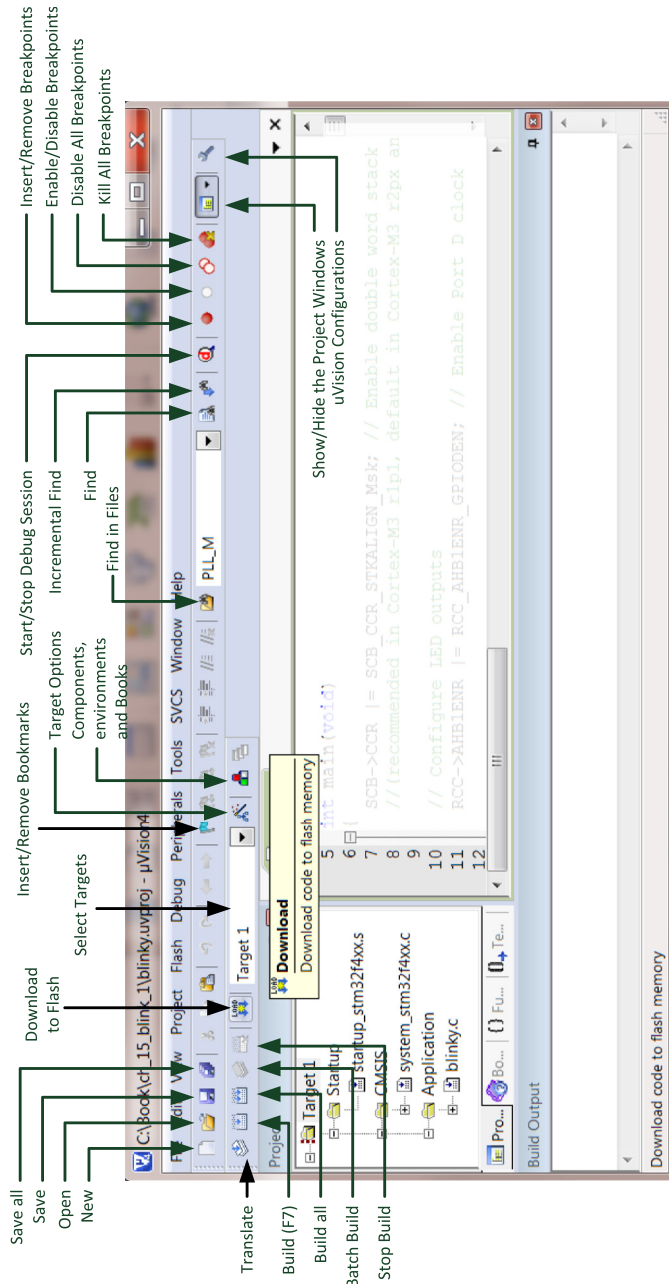 Save all
Save
Open
New
Download
to Flash
Select Targets
Insert/Remove Bookmarks
Target Options
Components,
environments
and Books
Start/Stop Debug Session
Incremental Find
Find
Find in Files
Insert/Remove Breakpoints
Enable/Disable Breakpoints
Disable All Breakpoints
Kill All Breakpoints
C:\Book\ch_15_blink_1\blinky.uvproj - µVision4
View Project Flash Debug Peripherals Tools SVCS Window Help
PLL_M
LOAD
Target 1
Project
LOAD Download
Download code to flash memory
Target 1
Startup
startup_stm32f4xx.s
CMSIS
system_stm32f4xx.c
Application
blinky.c
Pro... Bo... {} Fu... Te...
5 int main(void)
6 {
7 SCB->CCR |= SCB_CCR_STKALIGN_Msk; // Enable double word stack
8 //(recommended in Cortex-M3 r1p1, default in Cortex-M3 r2px an
9
10 // Configure LED outputs
11 RCC->AHB1ENR |= RCC_AHB1ENR_GPIODEN; // Enable Port D clock
12
Build Output
Download code to flash memory
Translate
Build (F7)
Build all
Batch Build
Stop Build
Show/Hide the Project Windows
uVision Configurations